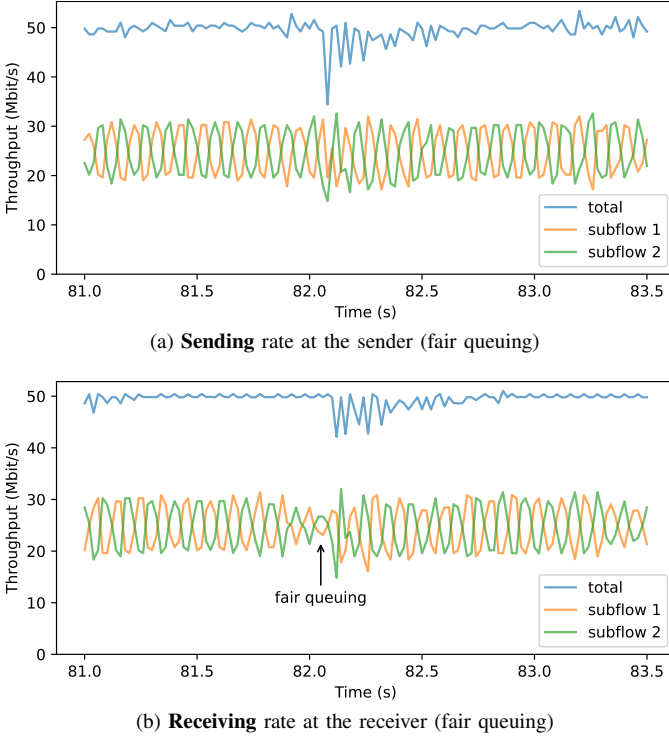 50
40
30
20
10
0
Throughput (Mbit/s)
total
subflow 1
subflow 2
81.0 81.5 82.0 82.5 83.0 83.5
Time (s)
(a) Sending rate at the sender (fair queuing)
50
40
30
20
10
0
Throughput (Mbit/s)
fair queuing
total
subflow 1
subflow 2
81.0 81.5 82.0 82.5 83.0 83.5
Time (s)
(b) Receiving rate at the receiver (fair queuing)